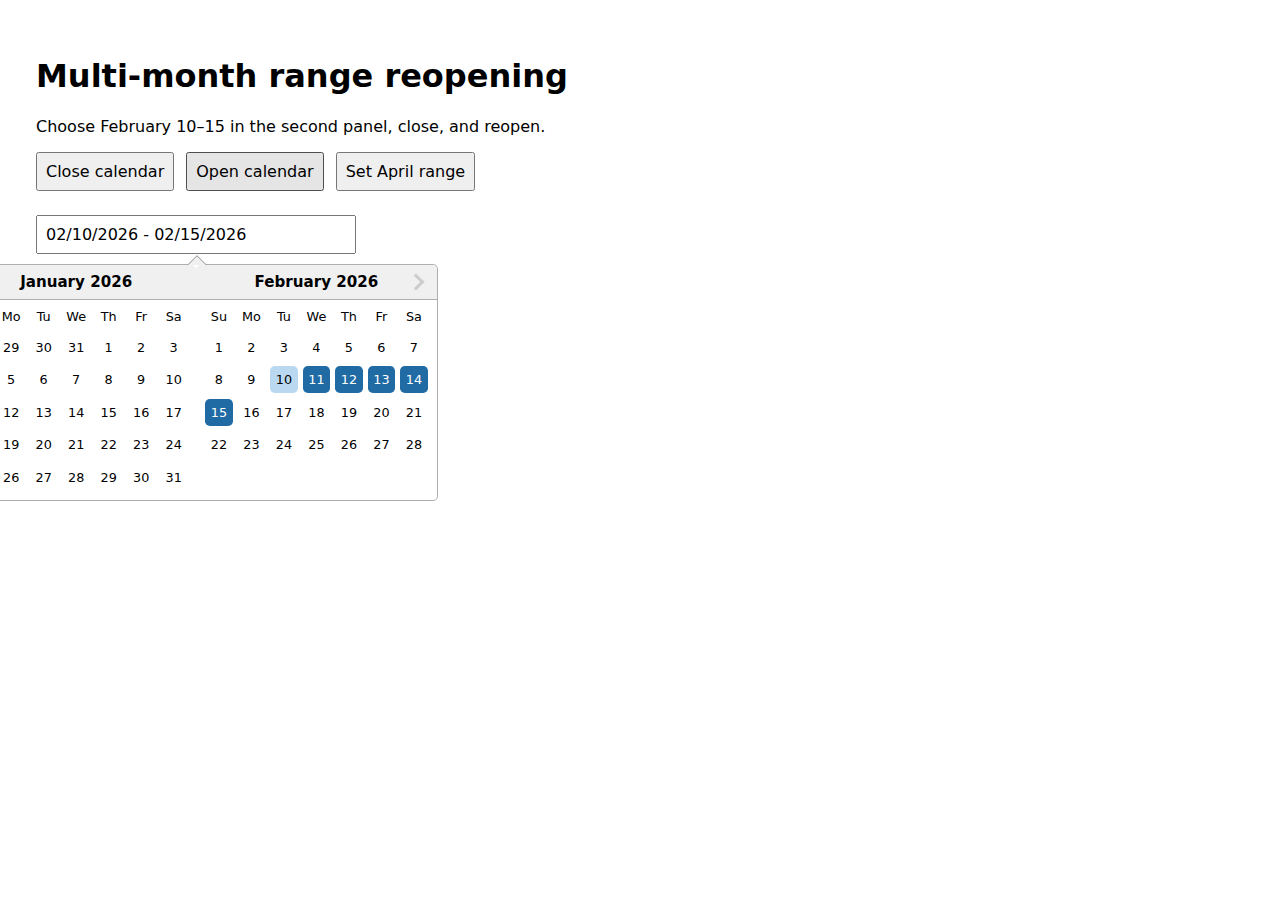 Multi-month range reopening
Choose February 10–15 in the second panel, close, and reopen.
Close calendar Open calendar Set April range
02/10/2026 - 02/15/2026
January 2026 February 2026
Mo Tu We Th Fr Sa Su Mo Tu We Th Fr Sa
29 30 31 1 2 3 1 2 3 4 5 6 7
5 6 7 8 9 10 8 9 10 11 12 13 14
12 13 14 15 16 17 15 16 17 18 19 20 21
19 20 21 22 23 24 22 23 24 25 26 27 28
26 27 28 29 30 31